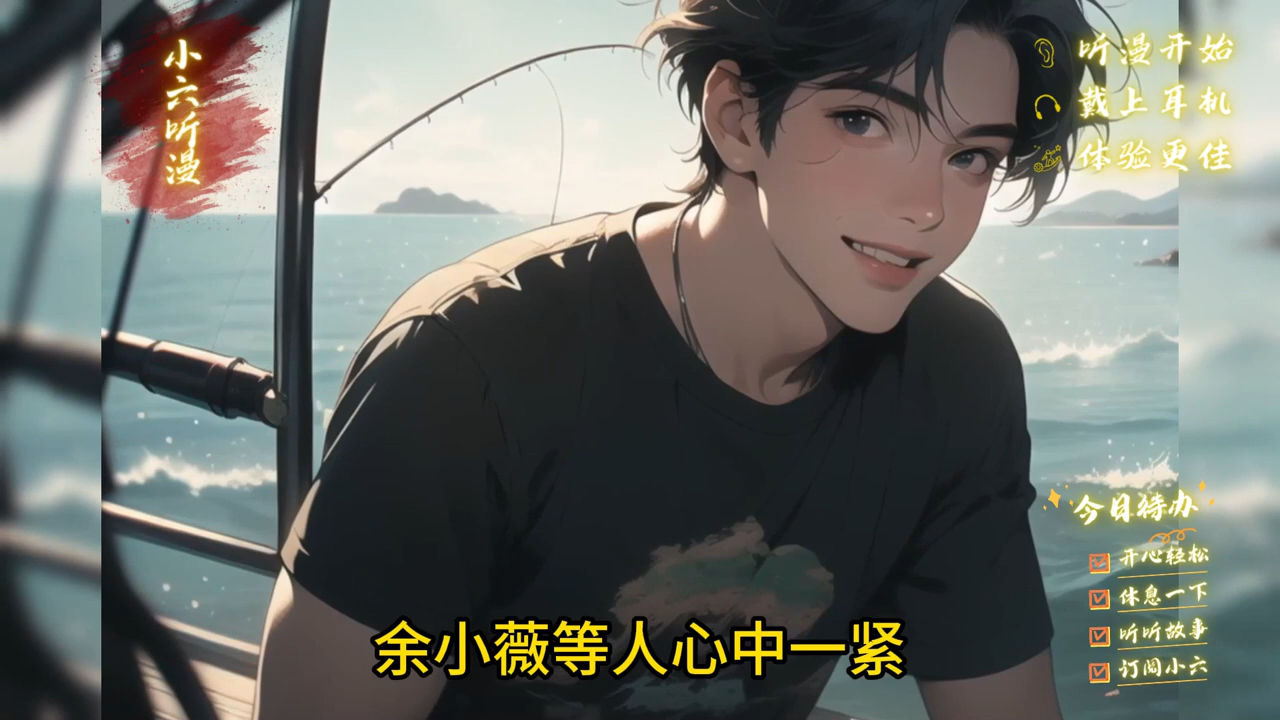 小六听漫
听漫开始
戴上耳机
体验更佳
今日待办
开心轻松
休息一下
听听故事
订阅小六
余小薇等人心中一紧